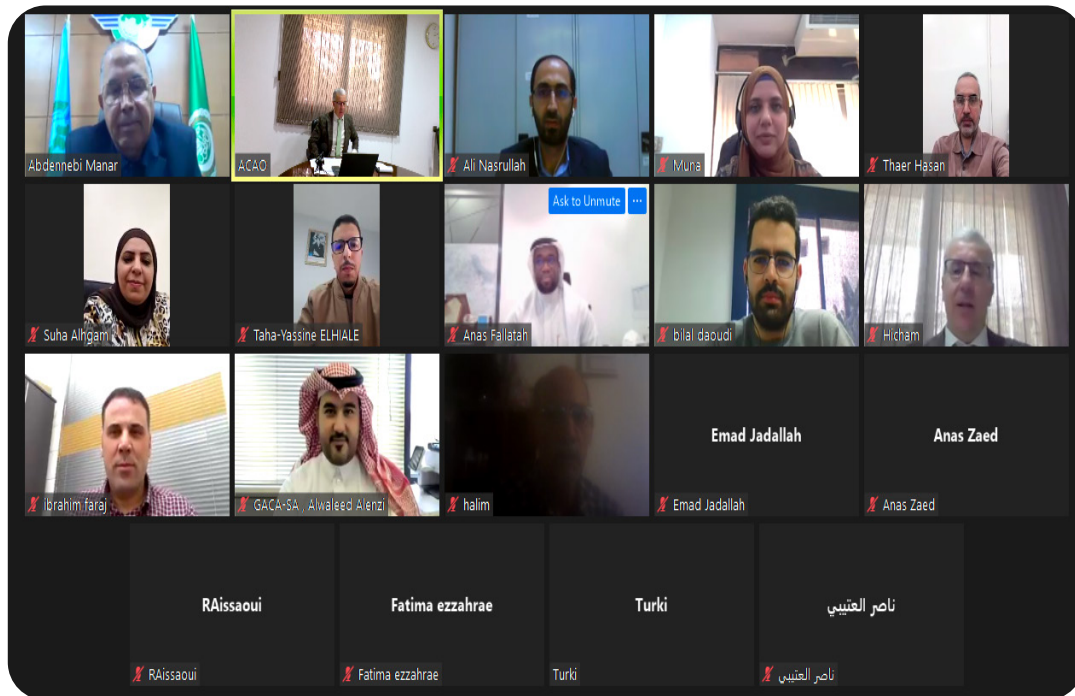 Abdennebi Manar
ACAO
Ali Nasrullah
Muna
Thaer Hasan
Suha Alhgam
Taha-Yassine ELHIALE
Ask to Unmute
Anas Fallatah
bilal daoudi
Hicham
ibrahim faraj
GACA-SA , Alwaleed Alenzi
halim
Emad Jadallah
Emad Jadallah
Anas Zaed
Anas Zaed
RAissaoui
RAissaoui
Fatima ezzahrae
Fatima ezzahrae
Turki
Turki
ناصر العتيبي
ناصر العتيبي